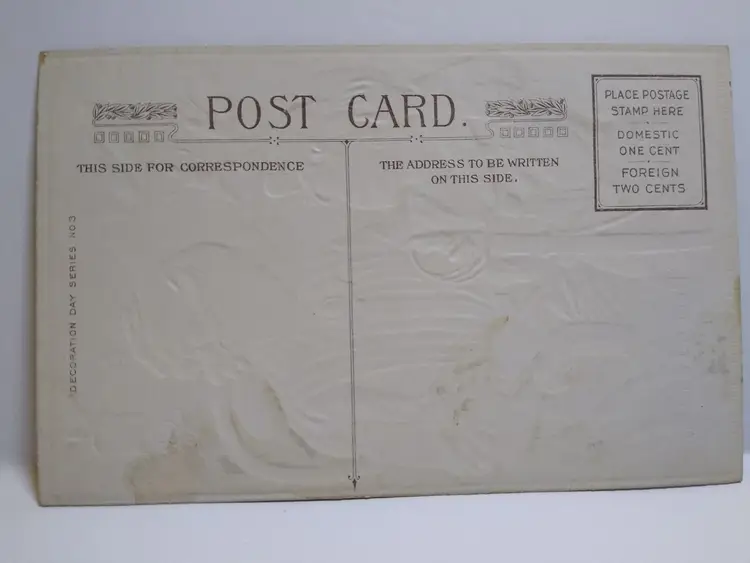 POST CARD.
THIS SIDE FOR CORRESPONDENCE
THE ADDRESS TO BE WRITTEN
ON THIS SIDE.
PLACE POSTAGE
STAMP HERE
DOMESTIC
ONE CENT
FOREIGN
TWO CENTS
DECORATION DAY SERIES NO.3